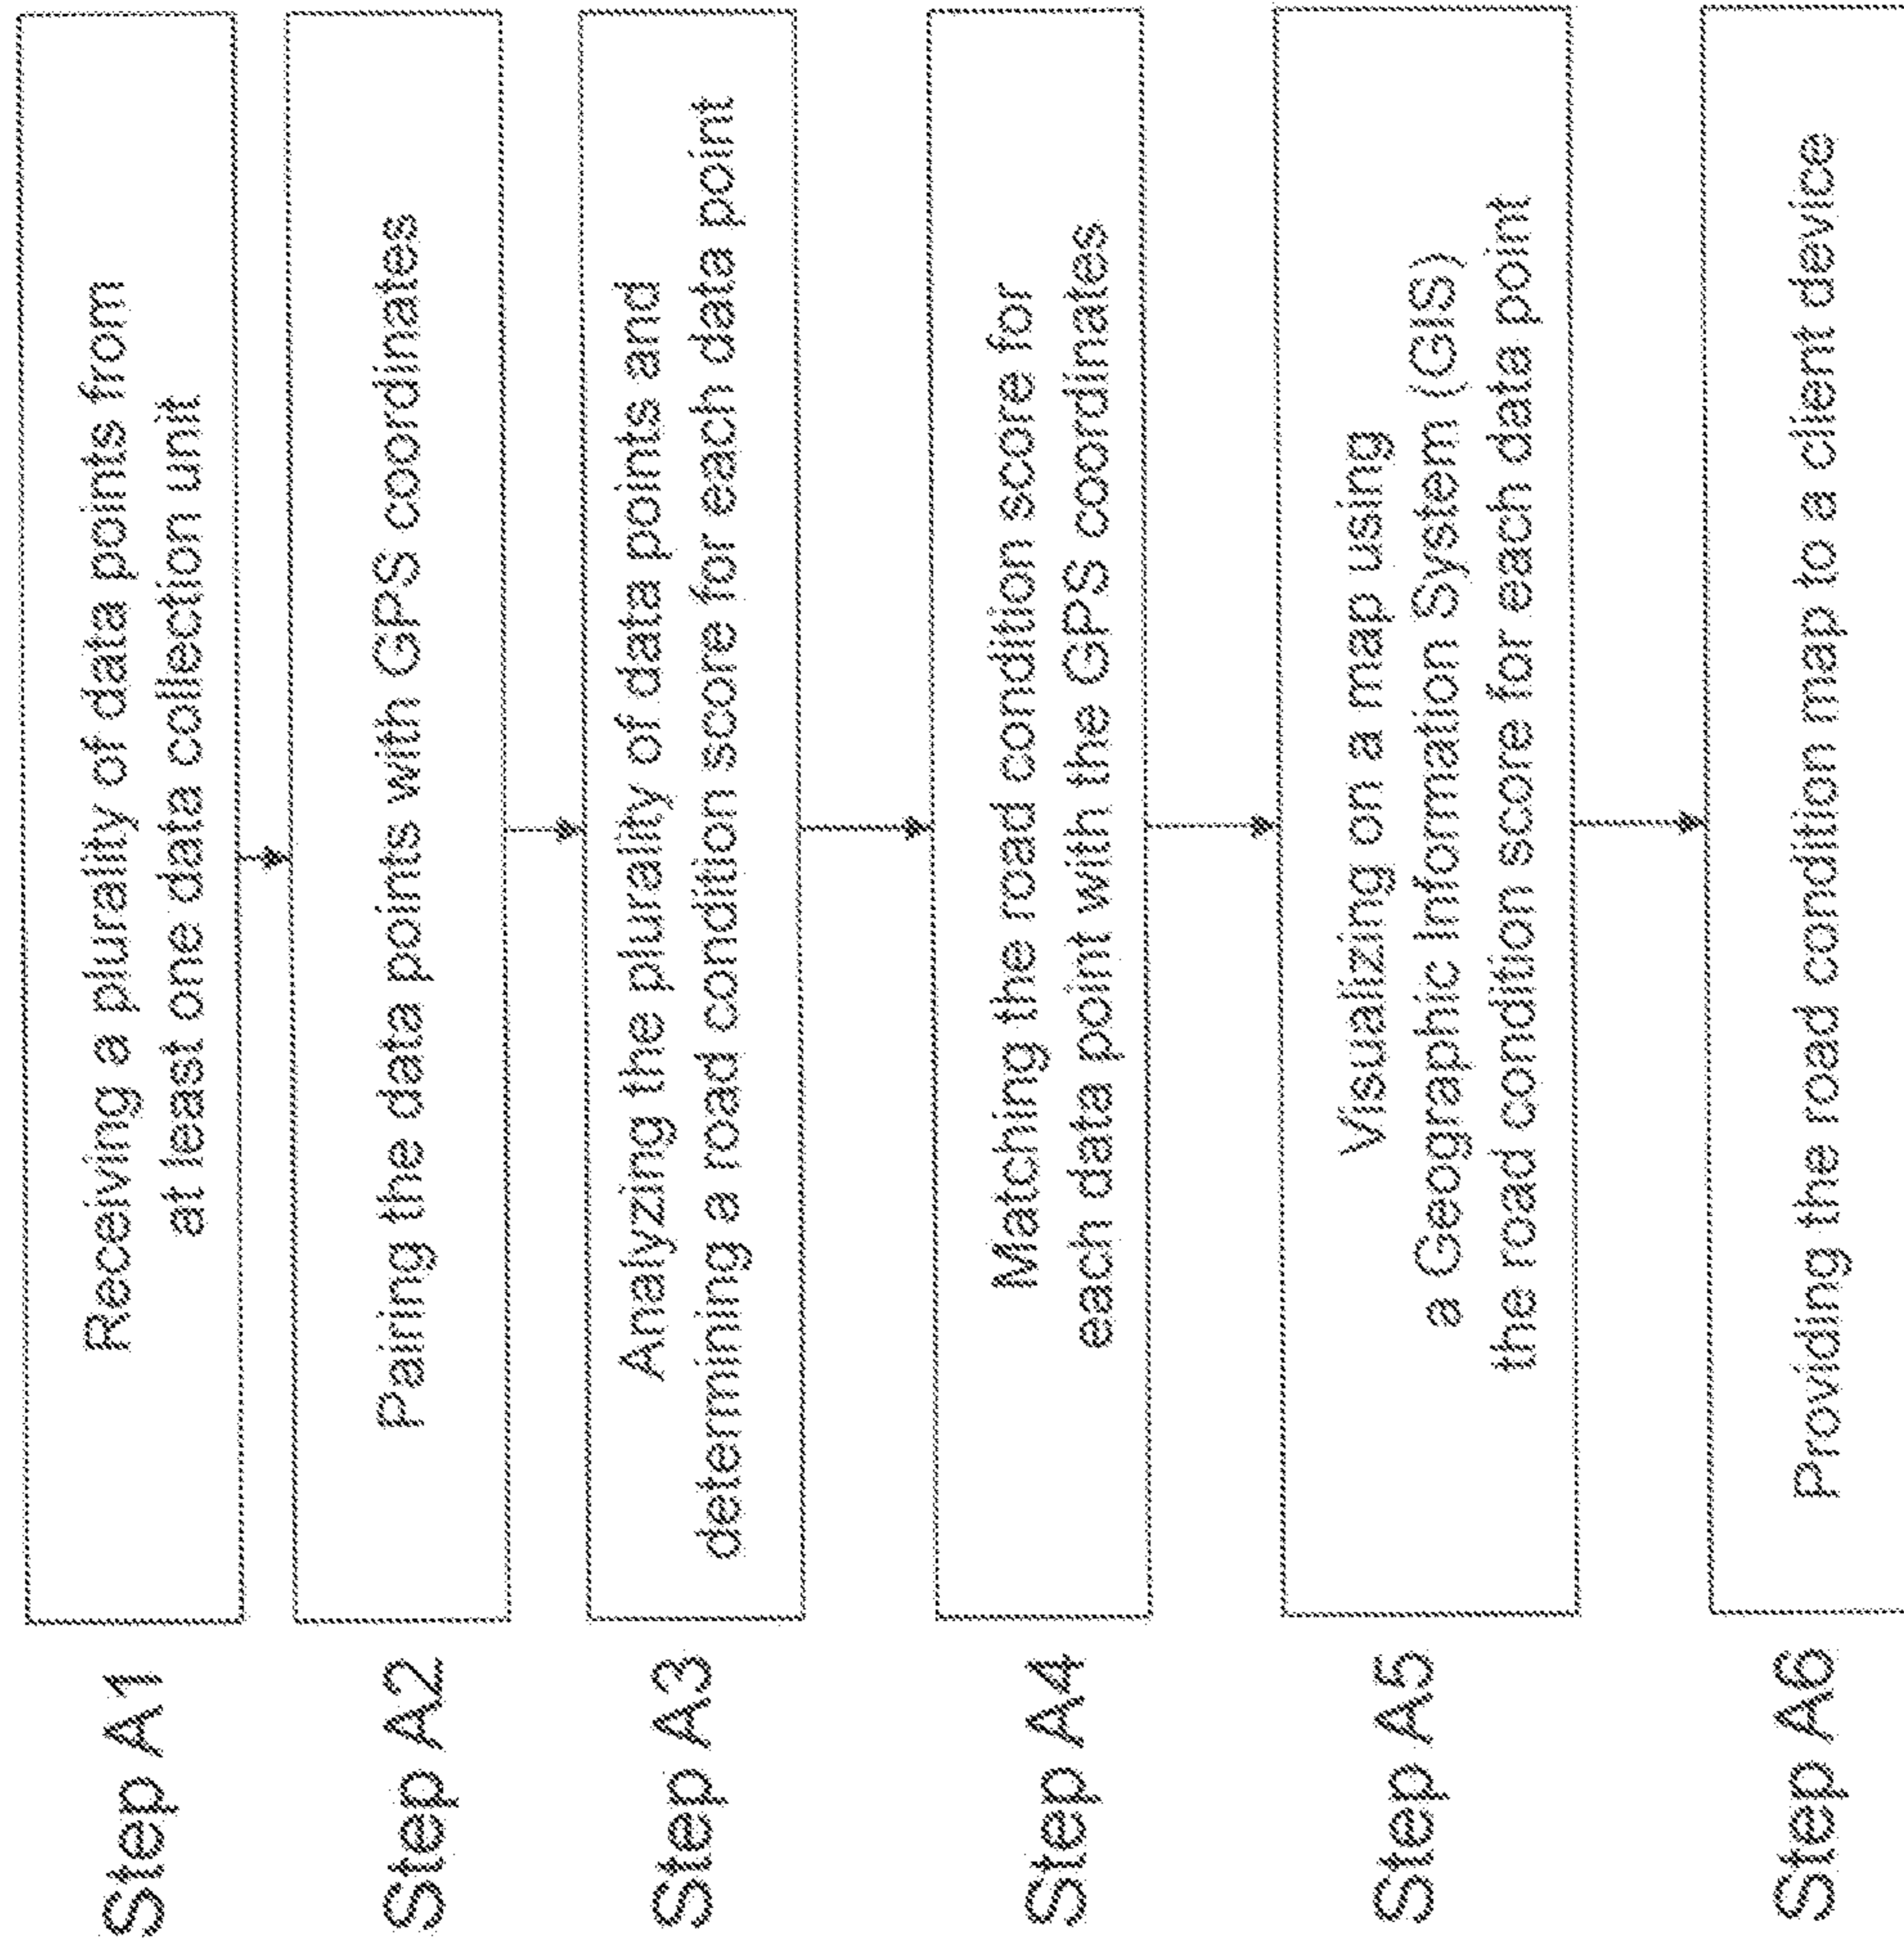 Step A1
Receiving a plurality of data points from
at least one data collection unit
Step A2
Pairing the data points with GPS coordinates
Step A3
Analyzing the plurality of data points and
determining a road condition score for each data point
Step A4
Matching the road condition score for
each data point with the GPS coordinates
Step A5
Visualizing on a map using
a Geographic Information System (GIS)
the road condition score for each data point
Step A6
Providing the road condition map to a client device